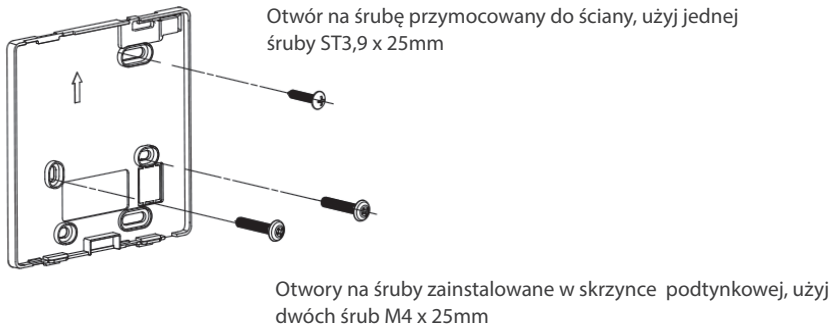 Otwór na śrubę przymocowany do ściany, użyj jednej
śruby ST3,9 x 25mm
Otwory na śruby zainstalowane w skrzynce podtynkowej, użyj
dwóch śrub M4 x 25mm